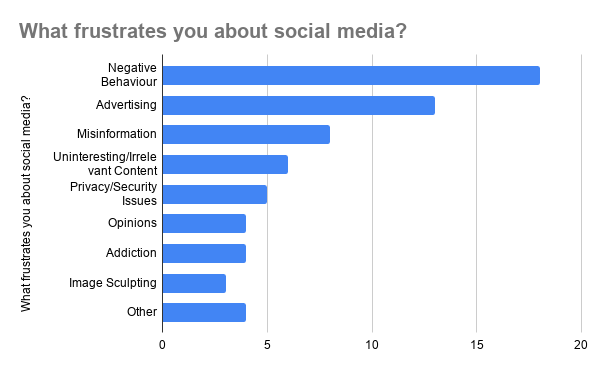 What frustrates you about social media?
What frustrates you about social media?
Negative
Behaviour
Advertising
Misinformation
Uninteresting/Irrele
vant Content
Privacy/Security
Issues
Opinions
Addiction
Image Sculpting
Other
0 5 10 15 20